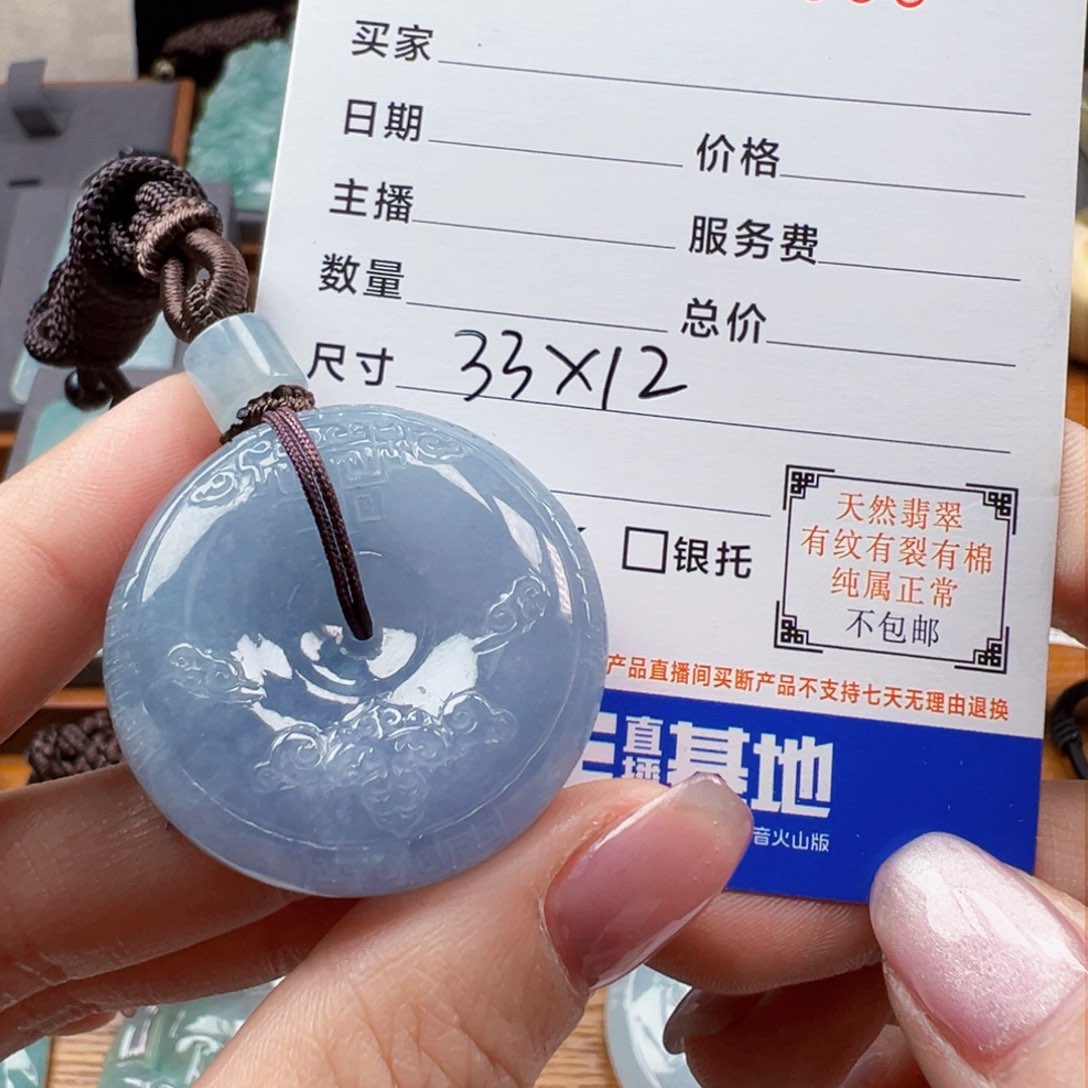 买家
日期 价格
主播 服务费
数量 总价
尺寸 33×12
银托
天然翡翠
有纹有裂有棉
纯属正常
不包邮
产品直播间买断产品不支持七天无理由退换
直播基地
音火山版